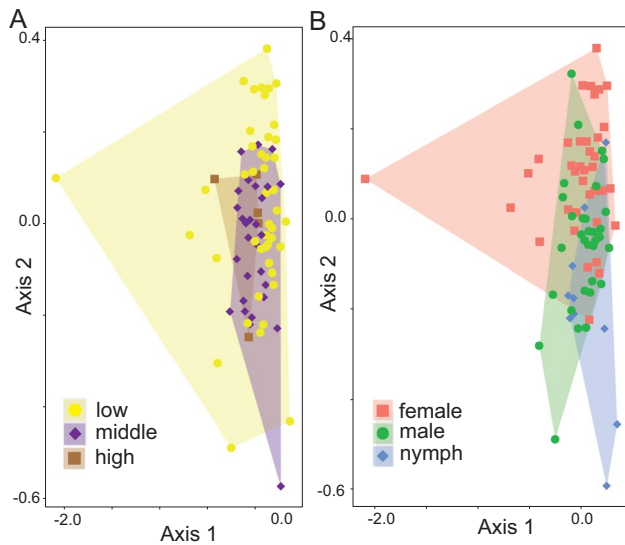 A
0.4
0.0
-0.6
Axis 2
-2.0
0.0
Axis 1
low
middle
high
B
0.4
0.0
-0.6
Axis 2
-2.0
0.0
Axis 1
female
male
nymph